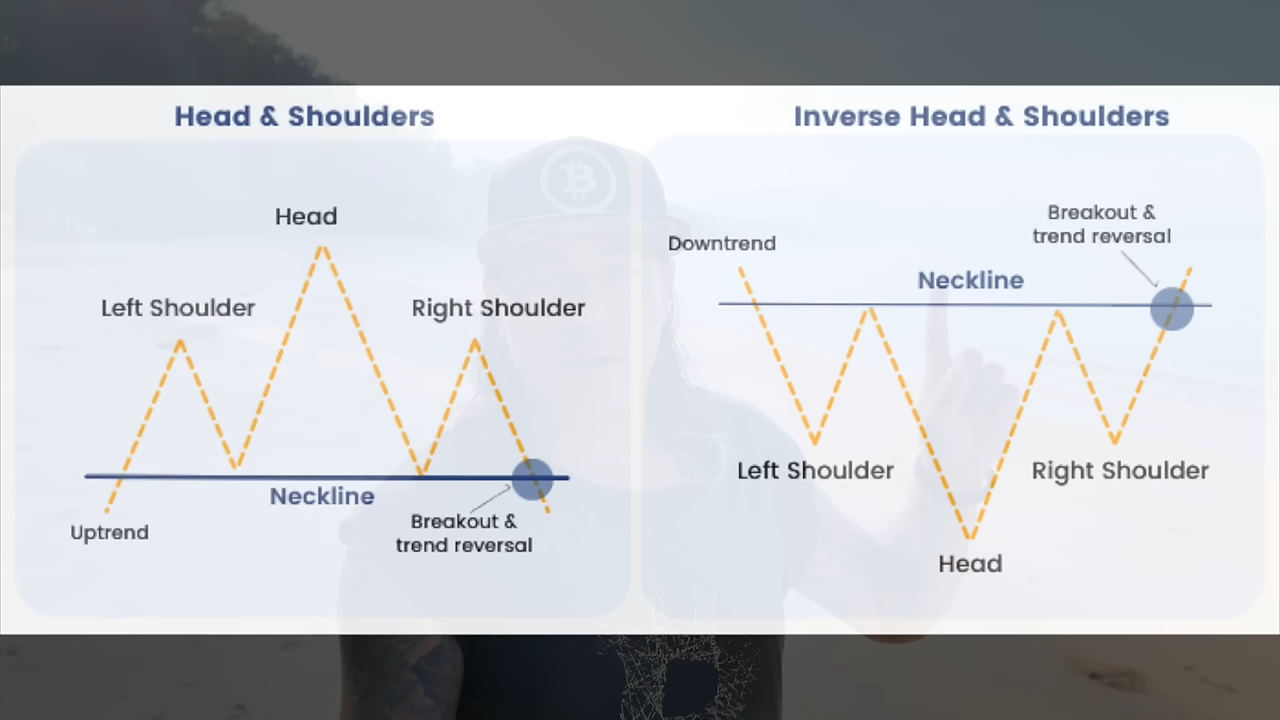 Head & Shoulders
Head
Left Shoulder
Right Shoulder
Neckline
Uptrend
Breakout &
trend reversal
Inverse Head & Shoulders
Breakout &
trend reversal
Downtrend
Neckline
Left Shoulder
Right Shoulder
Head